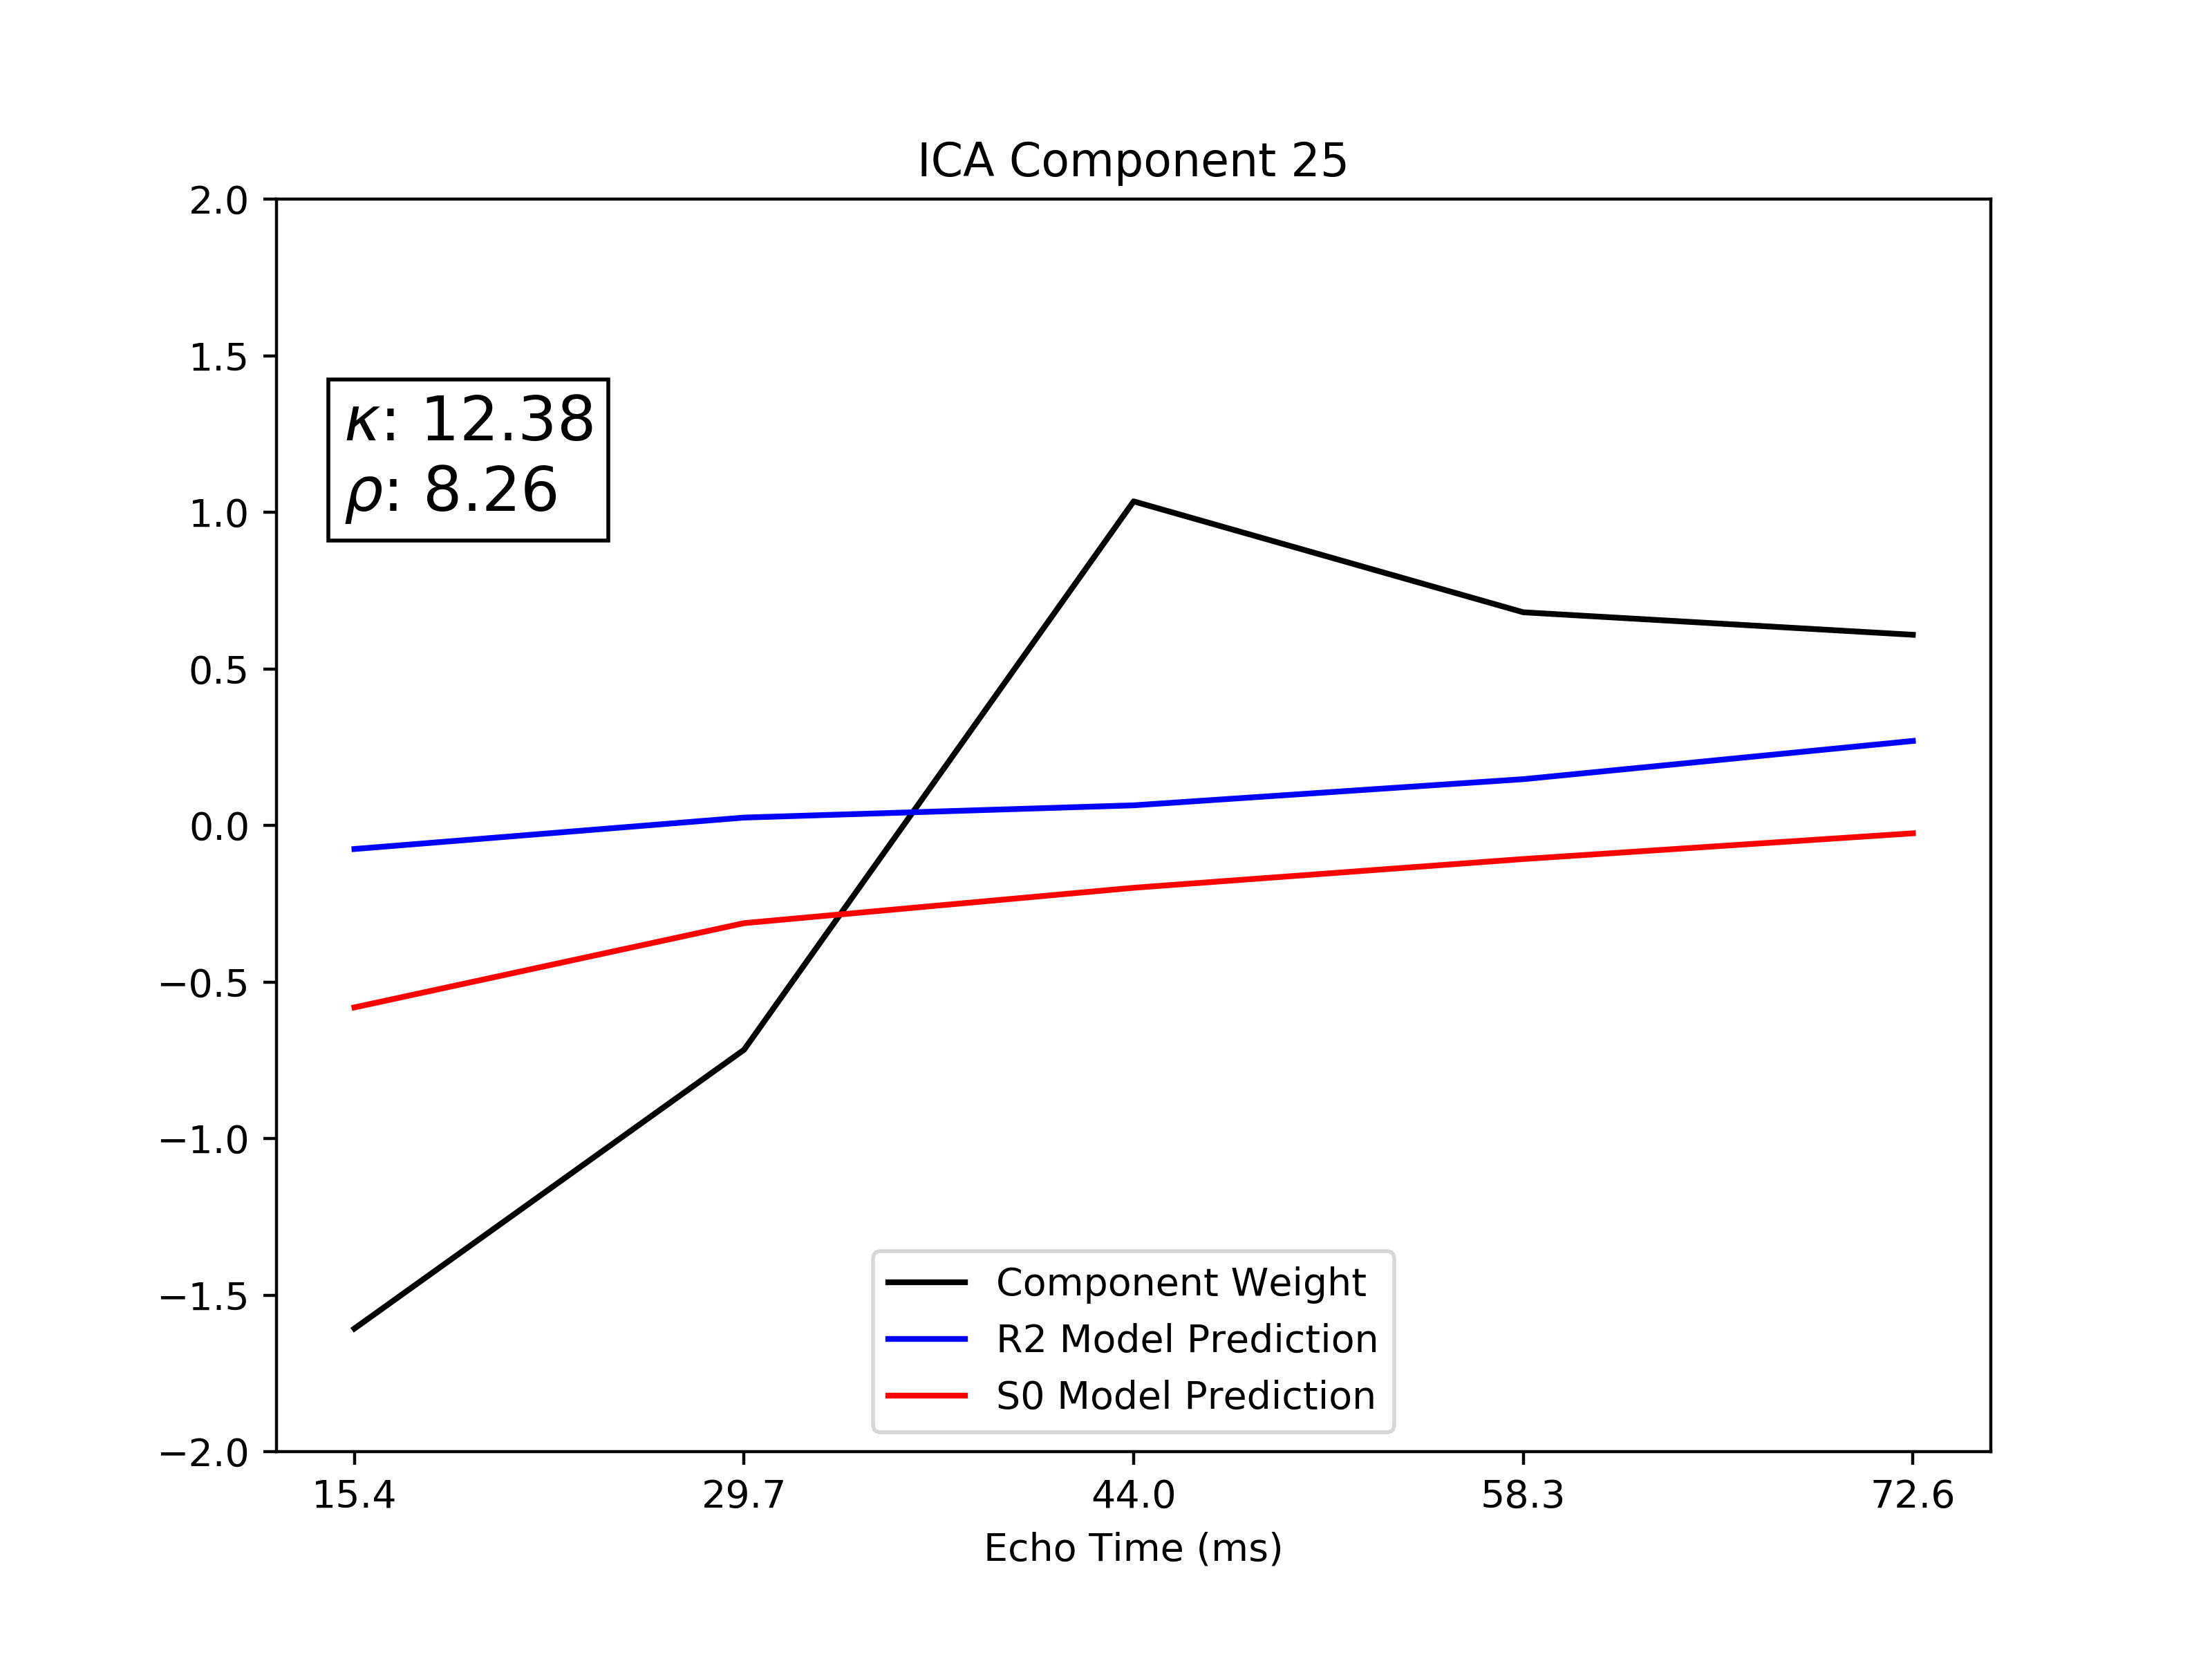 ICA Component 25
2.0
1.5
1.0
0.5
0.0
−0.5
−1.0
−1.5
−2.0
κ: 12.38
ρ: 8.26
Component Weight
R2 Model Prediction
S0 Model Prediction
15.4 29.7 44.0 58.3 72.6
Echo Time (ms)